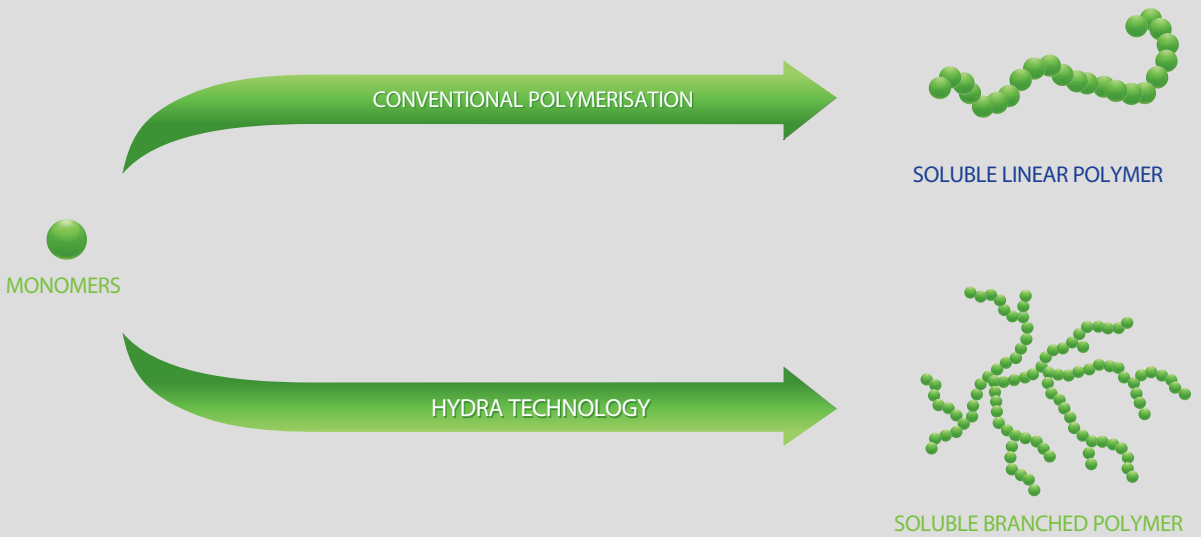 CONVENTIONAL POLYMERISATION
SOLUBLE LINEAR POLYMER
MONOMERS
HYDRA TECHNOLOGY
SOLUBLE BRANCHED POLYMER